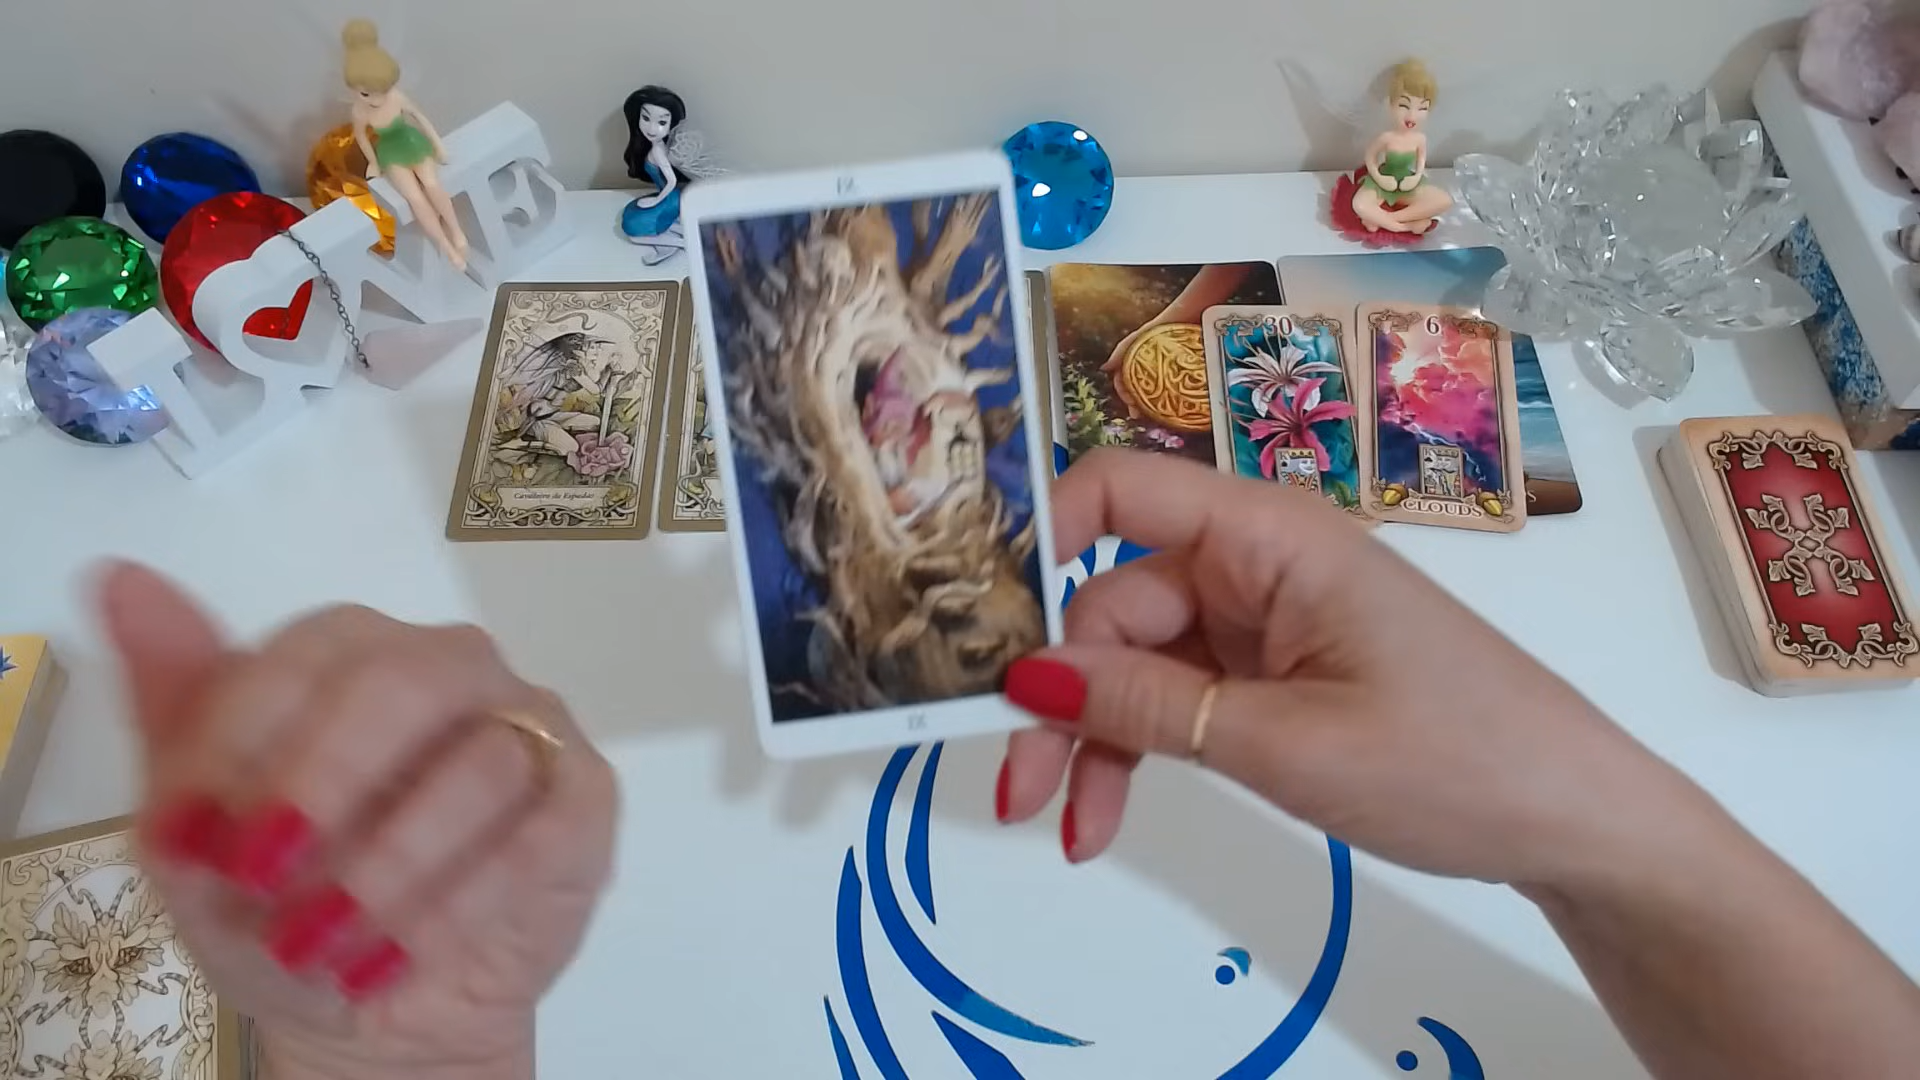 LOVE
IX
30
6
Cavaleiro de Espadas
K
K
CLOUDS
IX